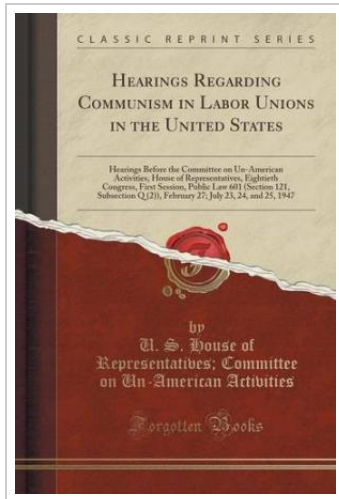 CLASSIC REPRINT SERIES
Hearings Regarding
Communism in Labor Unions
in the United States
Hearings Before the Committee on Un-American
Activities, House of Representatives, Eightieth
Congress, First Session, Public Law 601 (Section 121,
Subsection Q (2)), February 27; July 23, 24, and 25, 1947
by
U. S. House of
Representatives; Committee
on Un-American Activities
Forgotten Books